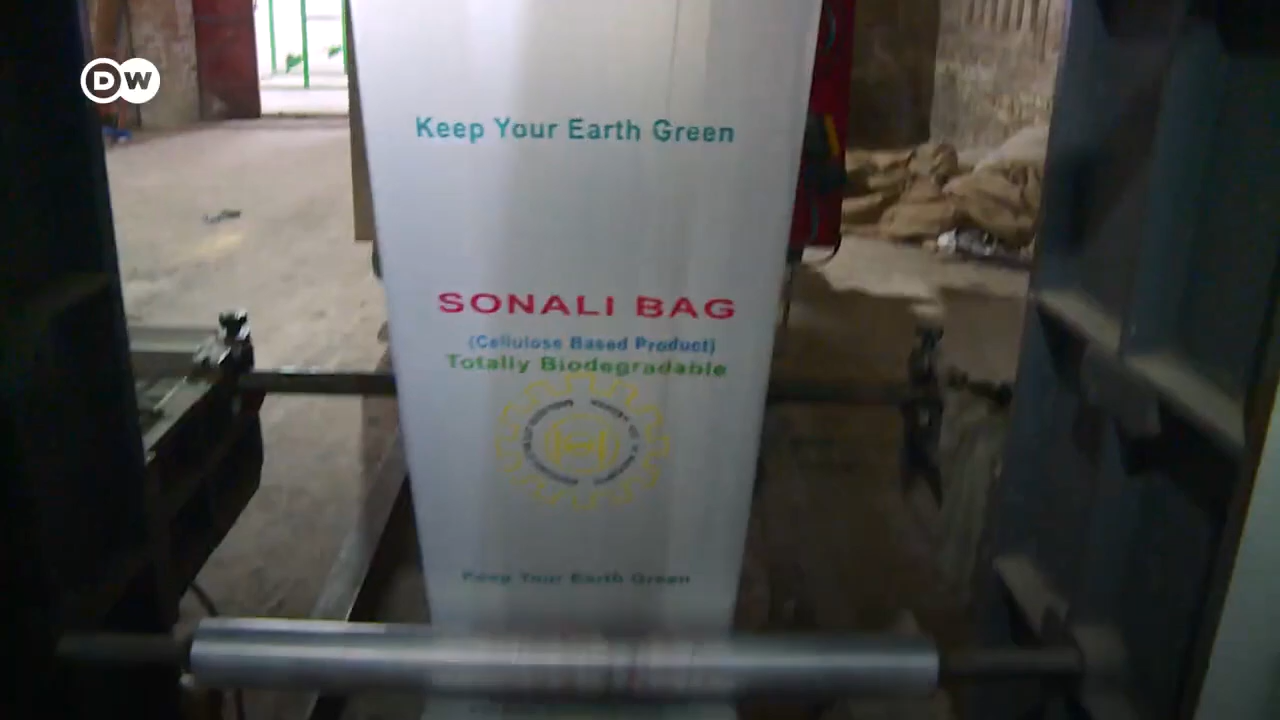 DW
Keep Your Earth Green
SONALI BAG
(Cellulose Based Product)
Totally Biodegradable
Keep Your Earth Green